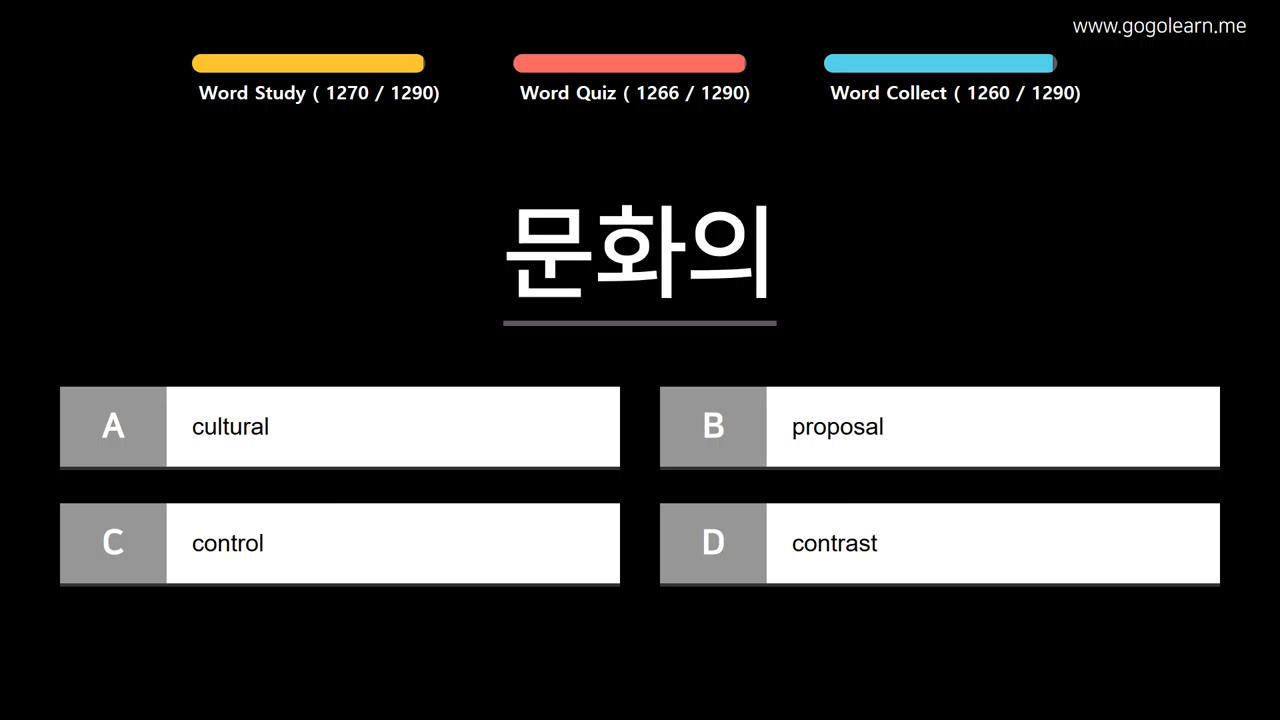 www.gogolearn.me
Word Study ( 1270 / 1290)
Word Quiz ( 1266 / 1290)
Word Collect ( 1260 / 1290)
문화의
A cultural
B proposal
C control
D contrast